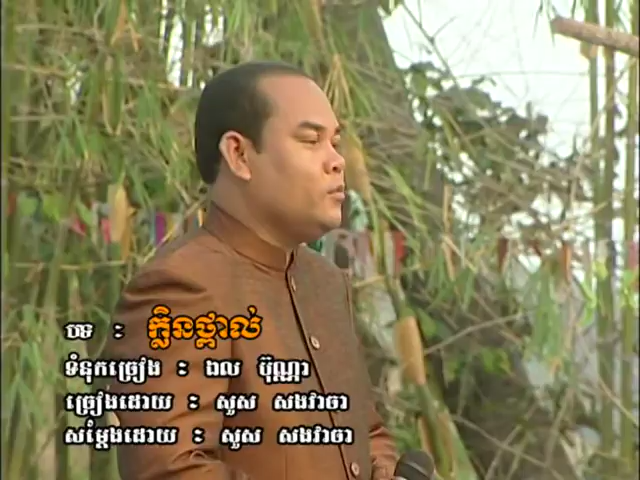 បទ ៖ ក្លិនផ្កាល់
ទំនុកច្រៀង ៖ ឯល ប៊ុណ្ណា
ច្រៀងដោយ ៖ សួស សងវាចា
សម្តែងដោយ ៖ សួស សងវាចា